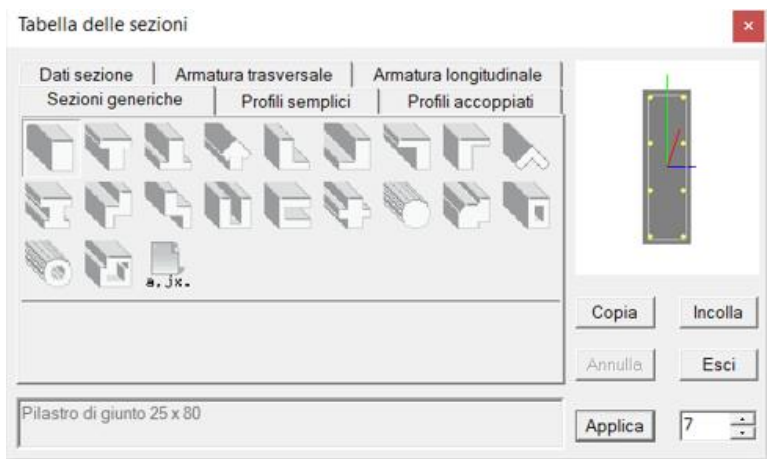 Tabella delle sezioni
Dati sezione
Armatura trasversale
Armatura longitudinale
Sezioni generiche
Profili semplici
Profili accoppiati
a,jx.
Copia
Incolla
Annulla
Esci
Pilastro di giunto 25 x 80
Applica
7